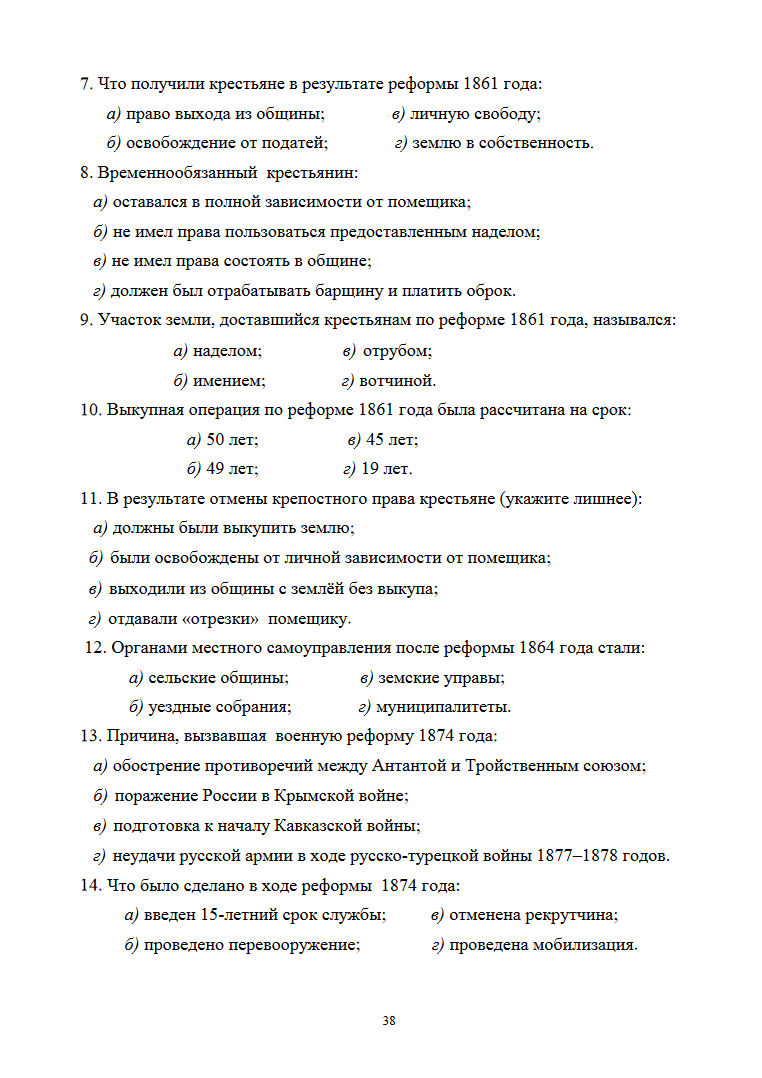 7. Что получили крестьяне в результате реформы 1861 года:
а) право выхода из общины; в) личную свободу;
б) освобождение от податей; г) землю в собственность.
8. Временнообязанный крестьянин:
а) оставался в полной зависимости от помещика;
б) не имел права пользоваться предоставленным наделом;
в) не имел права состоять в общине;
г) должен был отрабатывать барщину и платить оброк.
9. Участок земли, доставшийся крестьянам по реформе 1861 года, назывался:
а) наделом; в) отрубом;
б) имением; г) вотчиной.
10. Выкупная операция по реформе 1861 года была рассчитана на срок:
а) 50 лет; в) 45 лет;
б) 49 лет; г) 19 лет.
11. В результате отмены крепостного права крестьяне (укажите лишнее):
а) должны были выкупить землю;
б) были освобождены от личной зависимости от помещика;
в) выходили из общины с землёй без выкупа;
г) отдавали «отрезки» помещику.
12. Органами местного самоуправления после реформы 1864 года стали:
а) сельские общины; в) земские управы;
б) уездные собрания; г) муниципалитеты.
13. Причина, вызвавшая военную реформу 1874 года:
а) обострение противоречий между Антантой и Тройственным союзом;
б) поражение России в Крымской войне;
в) подготовка к началу Кавказской войны;
г) неудачи русской армии в ходе русско-турецкой войны 1877–1878 годов.
14. Что было сделано в ходе реформы 1874 года:
а) введен 15-летний срок службы; в) отменена рекрутчина;
б) проведено перевооружение; г) проведена мобилизация.
38